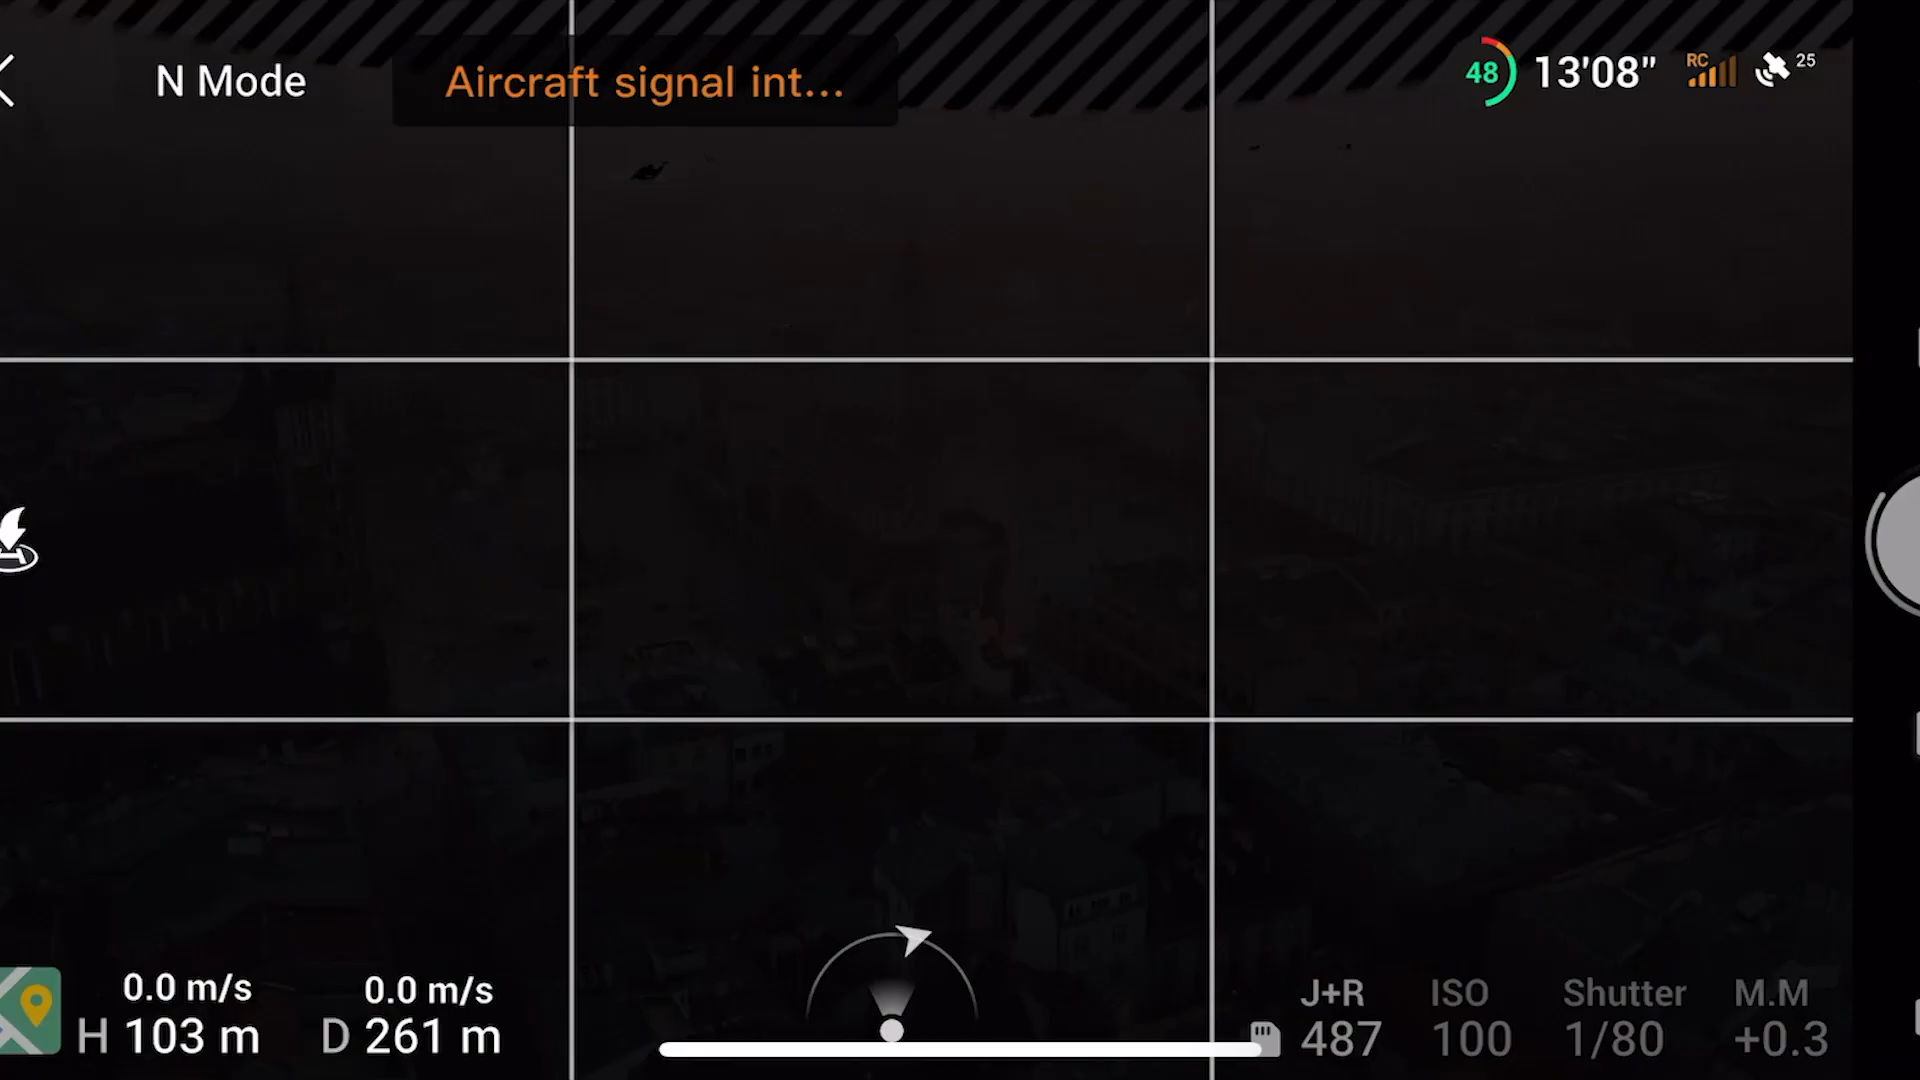 N Mode
Aircraft signal int...
48
13'08"
RC
25
0.0 m/s
0.0 m/s
H 103 m
D 261 m
J+R
ISO
Shutter
M.M
487
100
1/80
+0.3